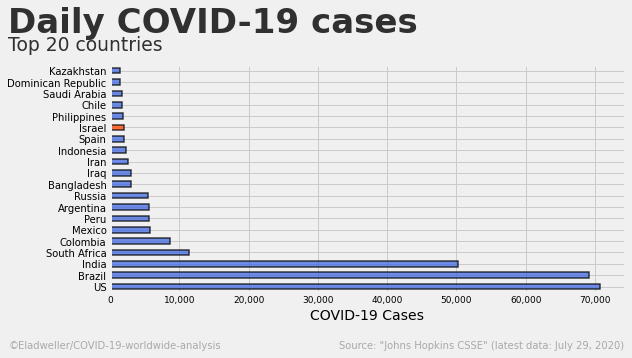 Daily COVID-19 cases
Top 20 countries
Kazakhstan
Dominican Republic
Saudi Arabia
Chile
Philippines
Israel
Spain
Indonesia
Iran
Iraq
Bangladesh
Russia
Argentina
Peru
Mexico
Colombia
South Africa
India
Brazil
US
0 10,000 20,000 30,000 40,000 50,000 60,000 70,000
COVID-19 Cases
©Eladweller/COVID-19-worldwide-analysis Source: "Johns Hopkins CSSE" (latest data: July 29, 2020)